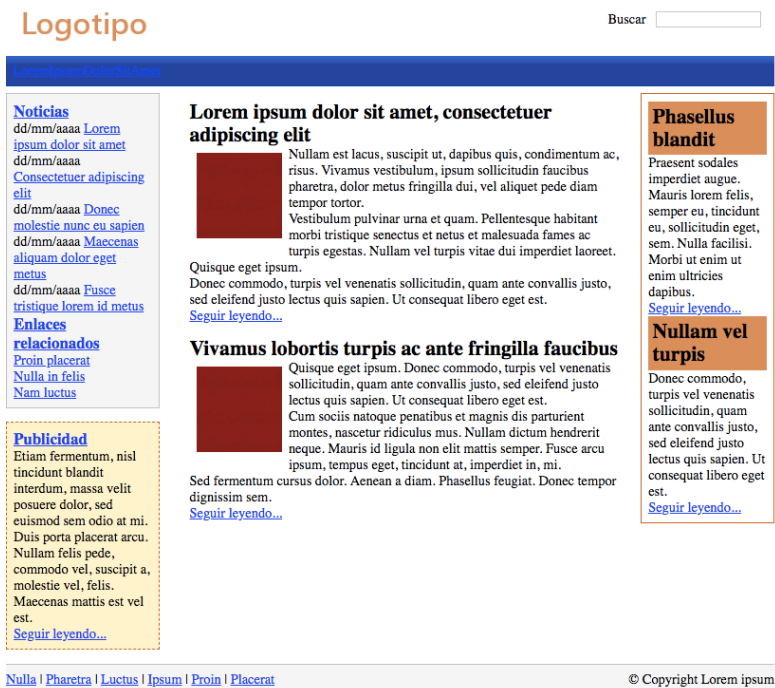 Logotipo
Buscar
LoremIpsumDolorSitAmet
Noticias
dd/mm/aaaa Lorem
ipsum dolor sit amet
dd/mm/aaaa
Consectetuer adipiscing
elit
dd/mm/aaaa Donec
molestie nunc eu sapien
dd/mm/aaaa Maecenas
aliquam dolor eget
metus
dd/mm/aaaa Fusce
tristique lorem id metus
Enlaces
relacionados
Proin placerat
Nulla in felis
Nam luctus
Publicidad
Etiam fermentum, nisl
tincidunt blandit
interdum, massa velit
posuere dolor, sed
euismod sem odio at mi.
Duis porta placerat arcu.
Nullam felis pede,
commodo vel, suscipit a,
molestie vel, felis.
Maecenas mattis est vel
est.
Seguir leyendo...
Lorem ipsum dolor sit amet, consectetuer
adipiscing elit
Nullam est lacus, suscipit ut, dapibus quis, condimentum ac,
risus. Vivamus vestibulum, ipsum sollicitudin faucibus
pharetra, dolor metus fringilla dui, vel aliquet pede diam
tempor tortor.
Vestibulum pulvinar urna et quam. Pellentesque habitant
morbi tristique senectus et netus et malesuada fames ac
turpis egestas. Nullam vel turpis vitae dui imperdiet laoreet.
Quisque eget ipsum.
Donec commodo, turpis vel venenatis sollicitudin, quam ante convallis justo,
sed eleifend justo lectus quis sapien. Ut consequat libero eget est.
Seguir leyendo...
Vivamus lobortis turpis ac ante fringilla faucibus
Quisque eget ipsum. Donec commodo, turpis vel venenatis
sollicitudin, quam ante convallis justo, sed eleifend justo
lectus quis sapien. Ut consequat libero eget est.
Cum sociis natoque penatibus et magnis dis parturient
montes, nascetur ridiculus mus. Nullam dictum hendrerit
neque. Mauris id ligula non elit mattis semper. Fusce arcu
ipsum, tempus eget, tincidunt at, imperdiet in, mi.
Sed fermentum cursus dolor. Aenean a diam. Phasellus feugiat. Donec tempor
dignissim sem.
Seguir leyendo...
Phasellus
blandit
Praesent sodales
imperdiet augue.
Mauris lorem felis,
semper eu, tincidunt
eu, sollicitudin eget,
sem. Nulla facilisi.
Morbi ut enim ut
enim ultricies
dapibus.
Seguir leyendo...
Nullam vel
turpis
Donec commodo,
turpis vel venenatis
sollicitudin, quam
ante convallis justo,
sed eleifend justo
lectus quis sapien. Ut
consequat libero eget
est.
Seguir leyendo...
Nulla | Pharetra | Luctus | Ipsum | Proin | Placerat
© Copyright Lorem ipsum